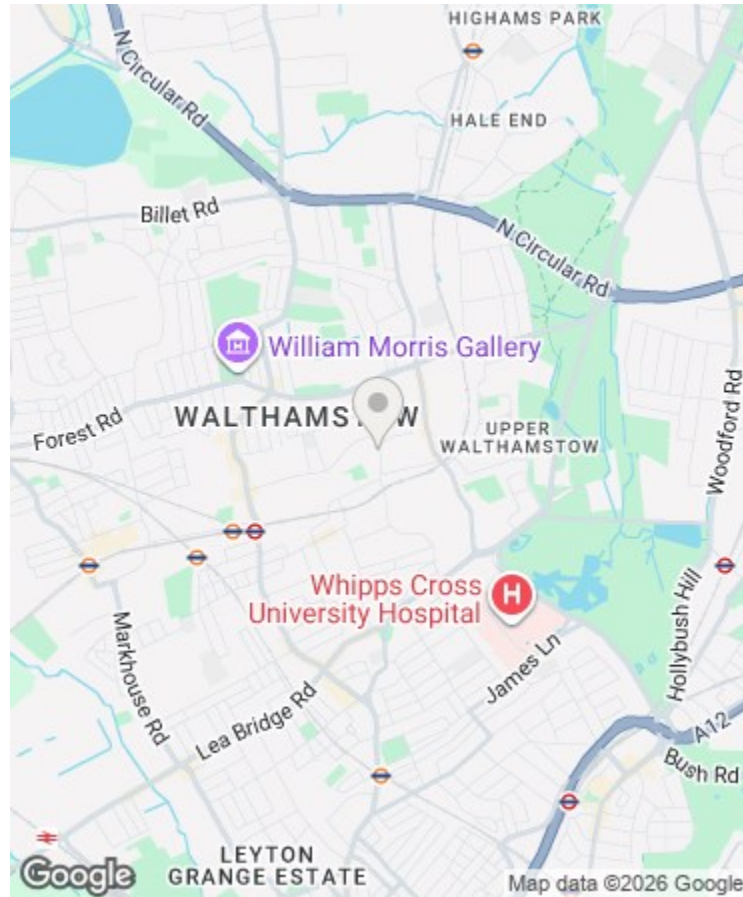 HIGHAMS PARK
N Circular Rd
HALE END
Billet Rd
N Circular Rd
William Morris Gallery
Woodford Rd
Forest Rd
WALTHAMSTOW
UPPER
WALTHAMSTOW
Whipps Cross
University Hospital
H
Hollybush Hill
Markhouse Rd
James Ln
Lea Bridge Rd
A12
Bush Rd
LEYTON
GRANGE ESTATE
Google
Map data ©2026 Google